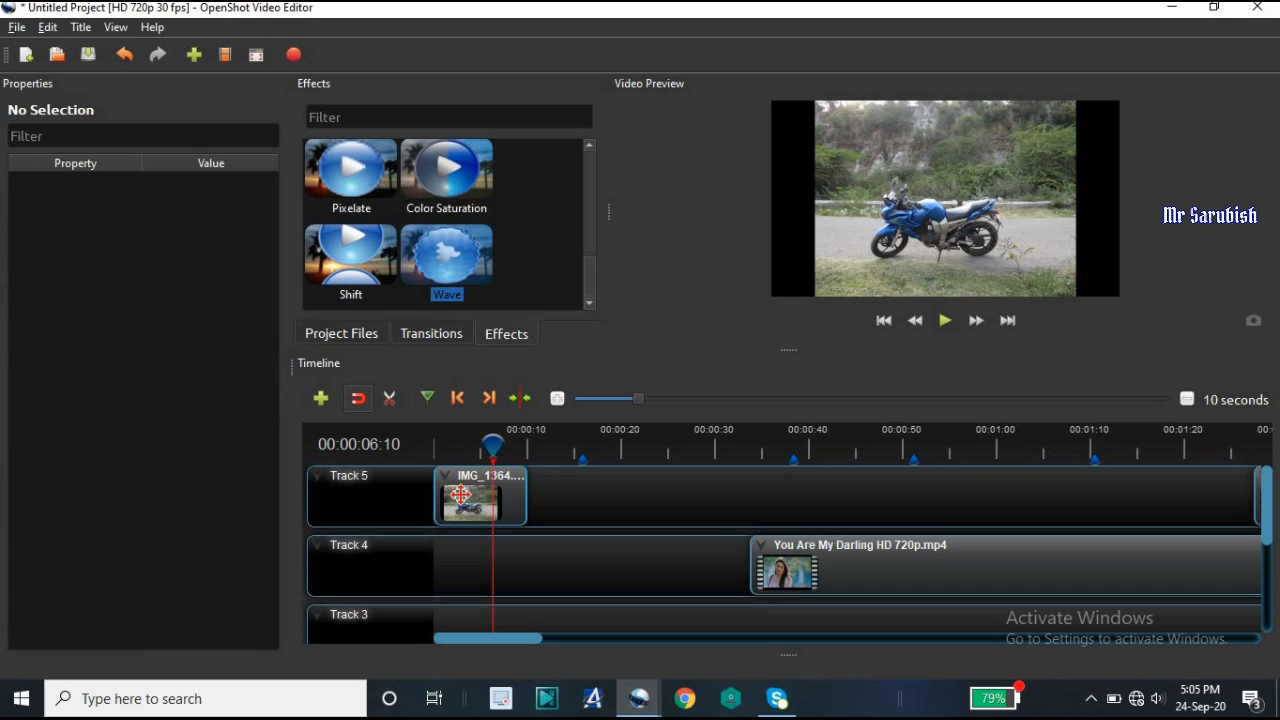 * Untitled Project [HD 720p 30 fps] - OpenShot Video Editor
File Edit Title View Help
Properties
Effects
Video Preview
No Selection
Filter
Filter
Property Value
Pixelate
Color Saturation
Shift
Wave
Mr Sarubish
Project Files Transitions Effects
Timeline
10 seconds
00:00:06:10
00:00:10 00:00:20 00:00:30 00:00:40 00:00:50 00:01:00 00:01:10 00:01:20 00:
Track 5
IMG_1364....
Track 4
You Are My Darling HD 720p.mp4
Track 3
Activate Windows
Go to Settings to activate Windows.
Type here to search
79%
5:05 PM
24-Sep-20
3